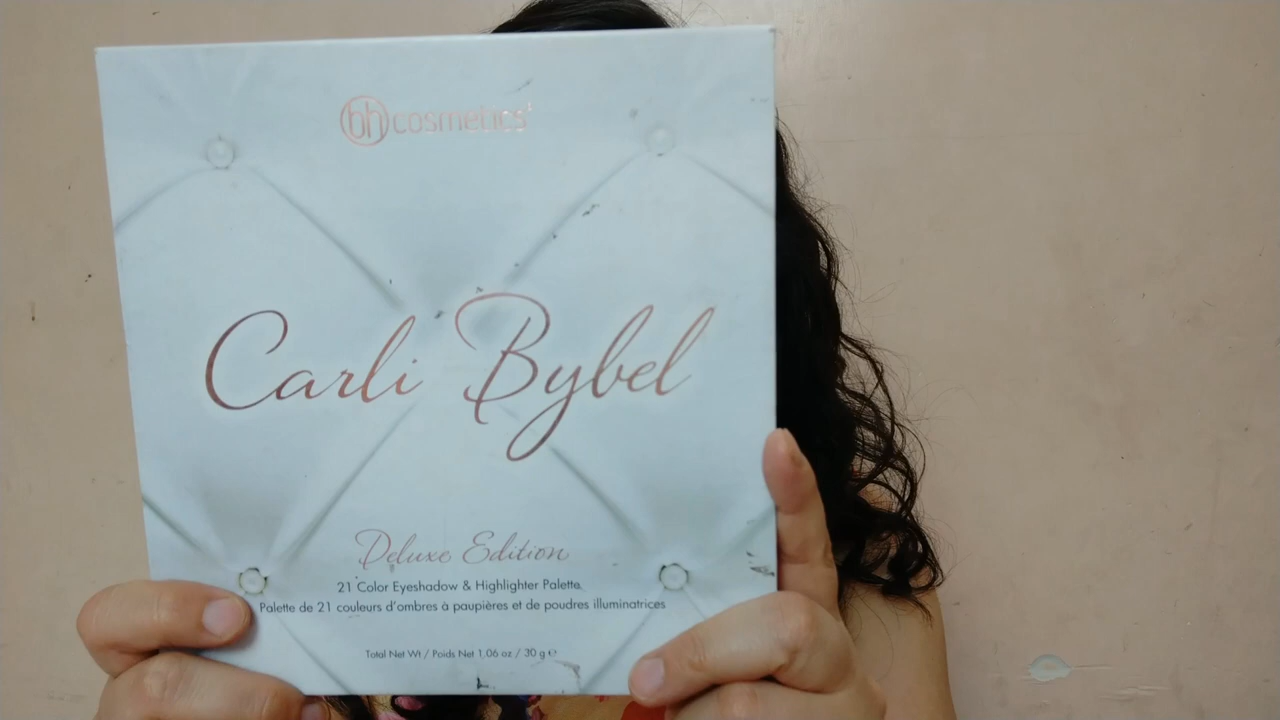 bh cosmetics
Carli Bybel
Deluxe Edition
21 Color Eyeshadow & Highlighter Palette
Palette de 21 couleurs d'ombres à paupières et de poudres illuminatrices
Total Net Wt / Poids Net 1.06 oz / 30 g ℮